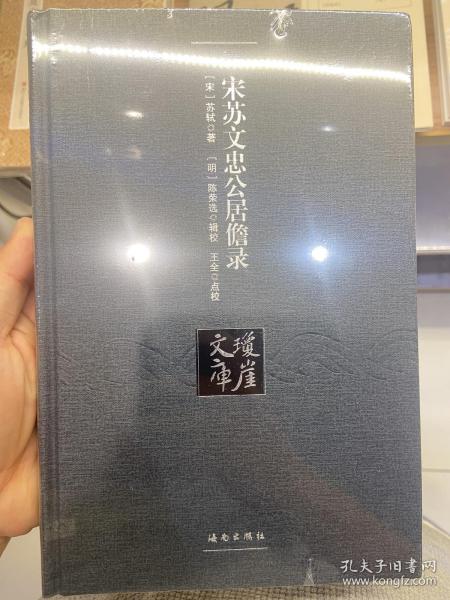 宋苏文忠公居儋录
〔宋〕苏轼◎著　〔明〕陈荣选◎辑校　王全◎点校
瓊崖
文庫
海南出版社
孔夫子旧书网
www.kongfz.com